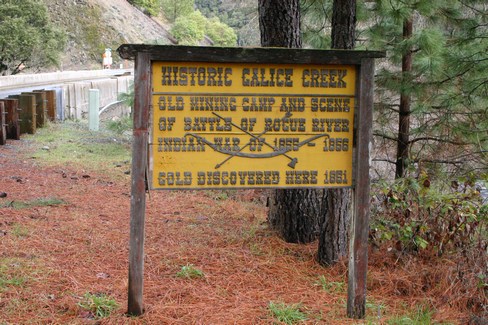 HISTORIC GALICE CREEK
OLD MINING CAMP AND SCENE
OF BATTLE OF ROGUE RIVER
INDIAN WAR OF 1855 - 1856
GOLD DISCOVERED HERE 1851